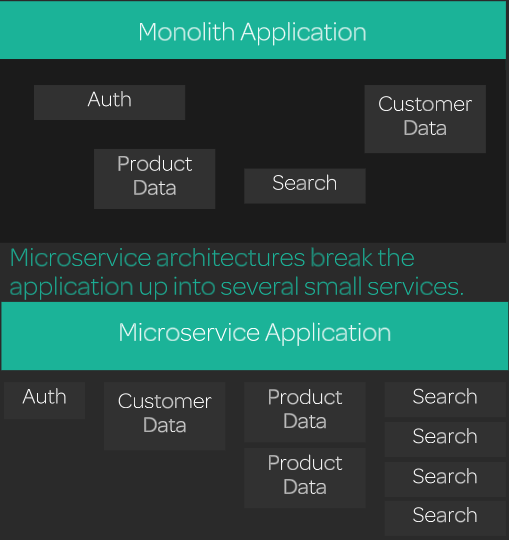 Monolith Application
Auth
Customer
Data
Product
Data
Search
Microservice architectures break the
application up into several small services.
Microservice Application
Auth
Customer
Data
Product
Data
Product
Data
Search
Search
Search
Search